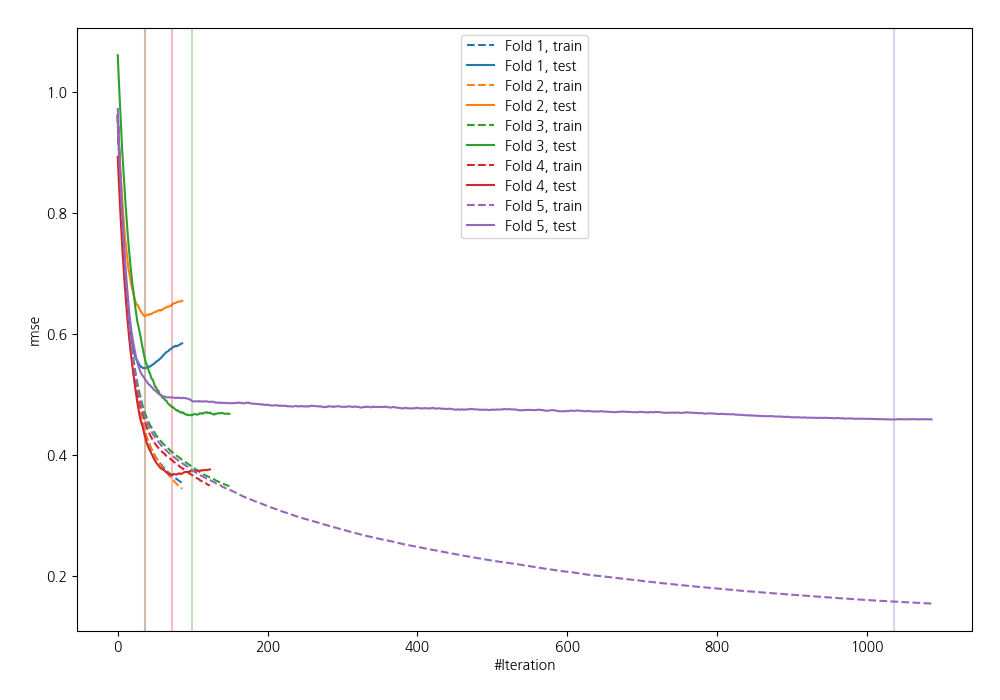 1.0
0.8
0.6
0.4
0.2
rmse
Fold 1, train
Fold 1, test
Fold 2, train
Fold 2, test
Fold 3, train
Fold 3, test
Fold 4, train
Fold 4, test
Fold 5, train
Fold 5, test
0 200 400 600 800 1000
#Iteration